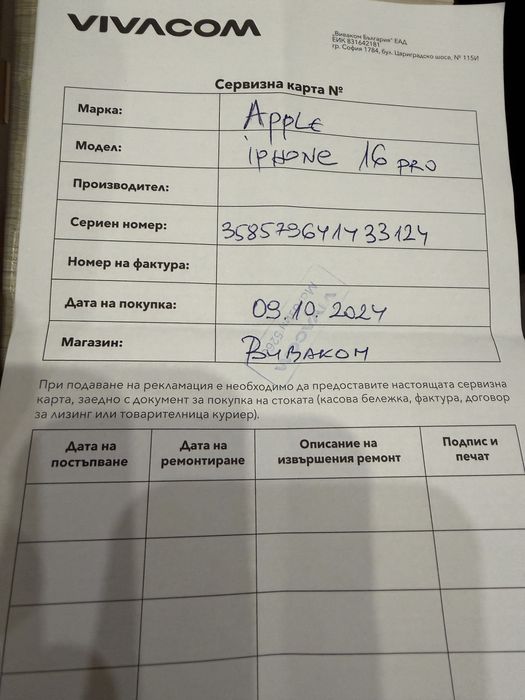 VIVACOM
"Виваком България" ЕАД
ЕИК 831642181
гр. София 1784, бул. Цариградско шосе, № 115И
Сервизна карта №
Марка: Apple
Модел: iPHONE 16 PRO
Производител:
Сериен номер: 358579641433124
Номер на фактура:
Дата на покупка: 09.10.2024
Магазин: Виваком
VIVACOM
При подаване на рекламация е необходимо да предоставите настоящата сервизна
карта, заедно с документ за покупка на стоката (касова бележка, фактура, договор
за лизинг или товарителница куриер).
Дата на постъпване
Дата на ремонтиране
Описание на извършения ремонт
Подпис и печат